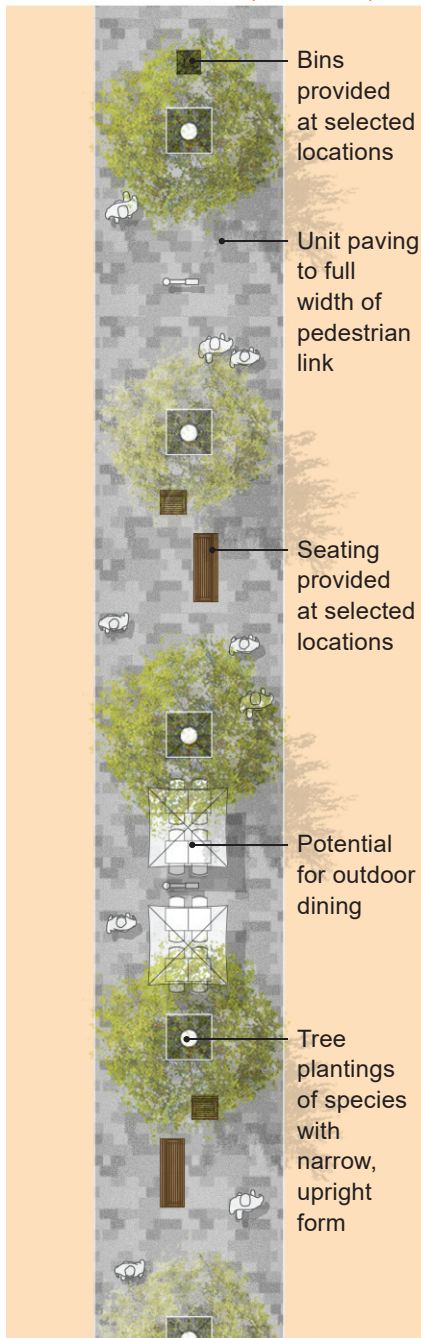 Bins
provided
at selected
locations
Unit paving
to full
width of
pedestrian
link
Seating
provided
at selected
locations
Potential
for outdoor
dining
Tree
plantings
of species
with
narrow,
upright
form